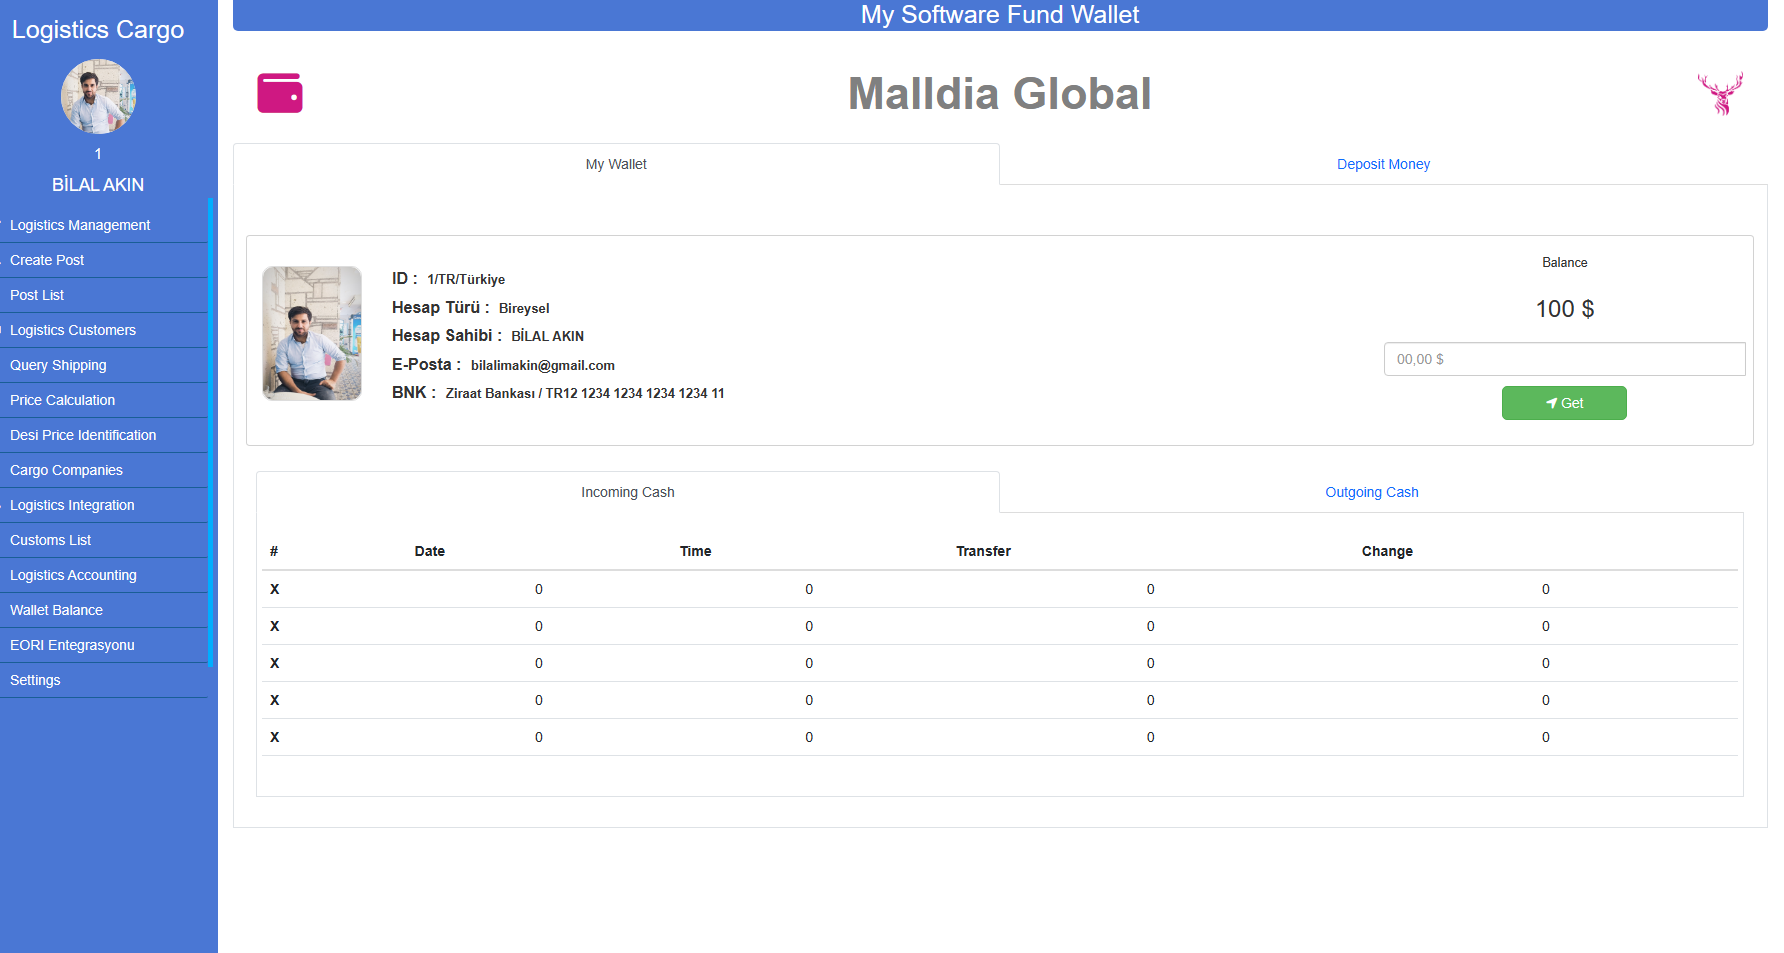 Logistics Cargo
1
BİLAL AKIN
Logistics Management
Create Post
Post List
Logistics Customers
Query Shipping
Price Calculation
Desi Price Identification
Cargo Companies
Logistics Integration
Customs List
Logistics Accounting
Wallet Balance
EORI Entegrasyonu
Settings
My Software Fund Wallet
Malldia Global
My Wallet
Deposit Money
ID : 1/TR/Türkiye
Hesap Türü : Bireysel
Hesap Sahibi : BİLAL AKIN
E-Posta : bilalimakin@gmail.com
BNK : Ziraat Bankası / TR12 1234 1234 1234 1234 11
Balance
100 $
00,00 $
Get
Incoming Cash
Outgoing Cash
# Date Time Transfer Change
X 0 0 0 0
X 0 0 0 0
X 0 0 0 0
X 0 0 0 0
X 0 0 0 0